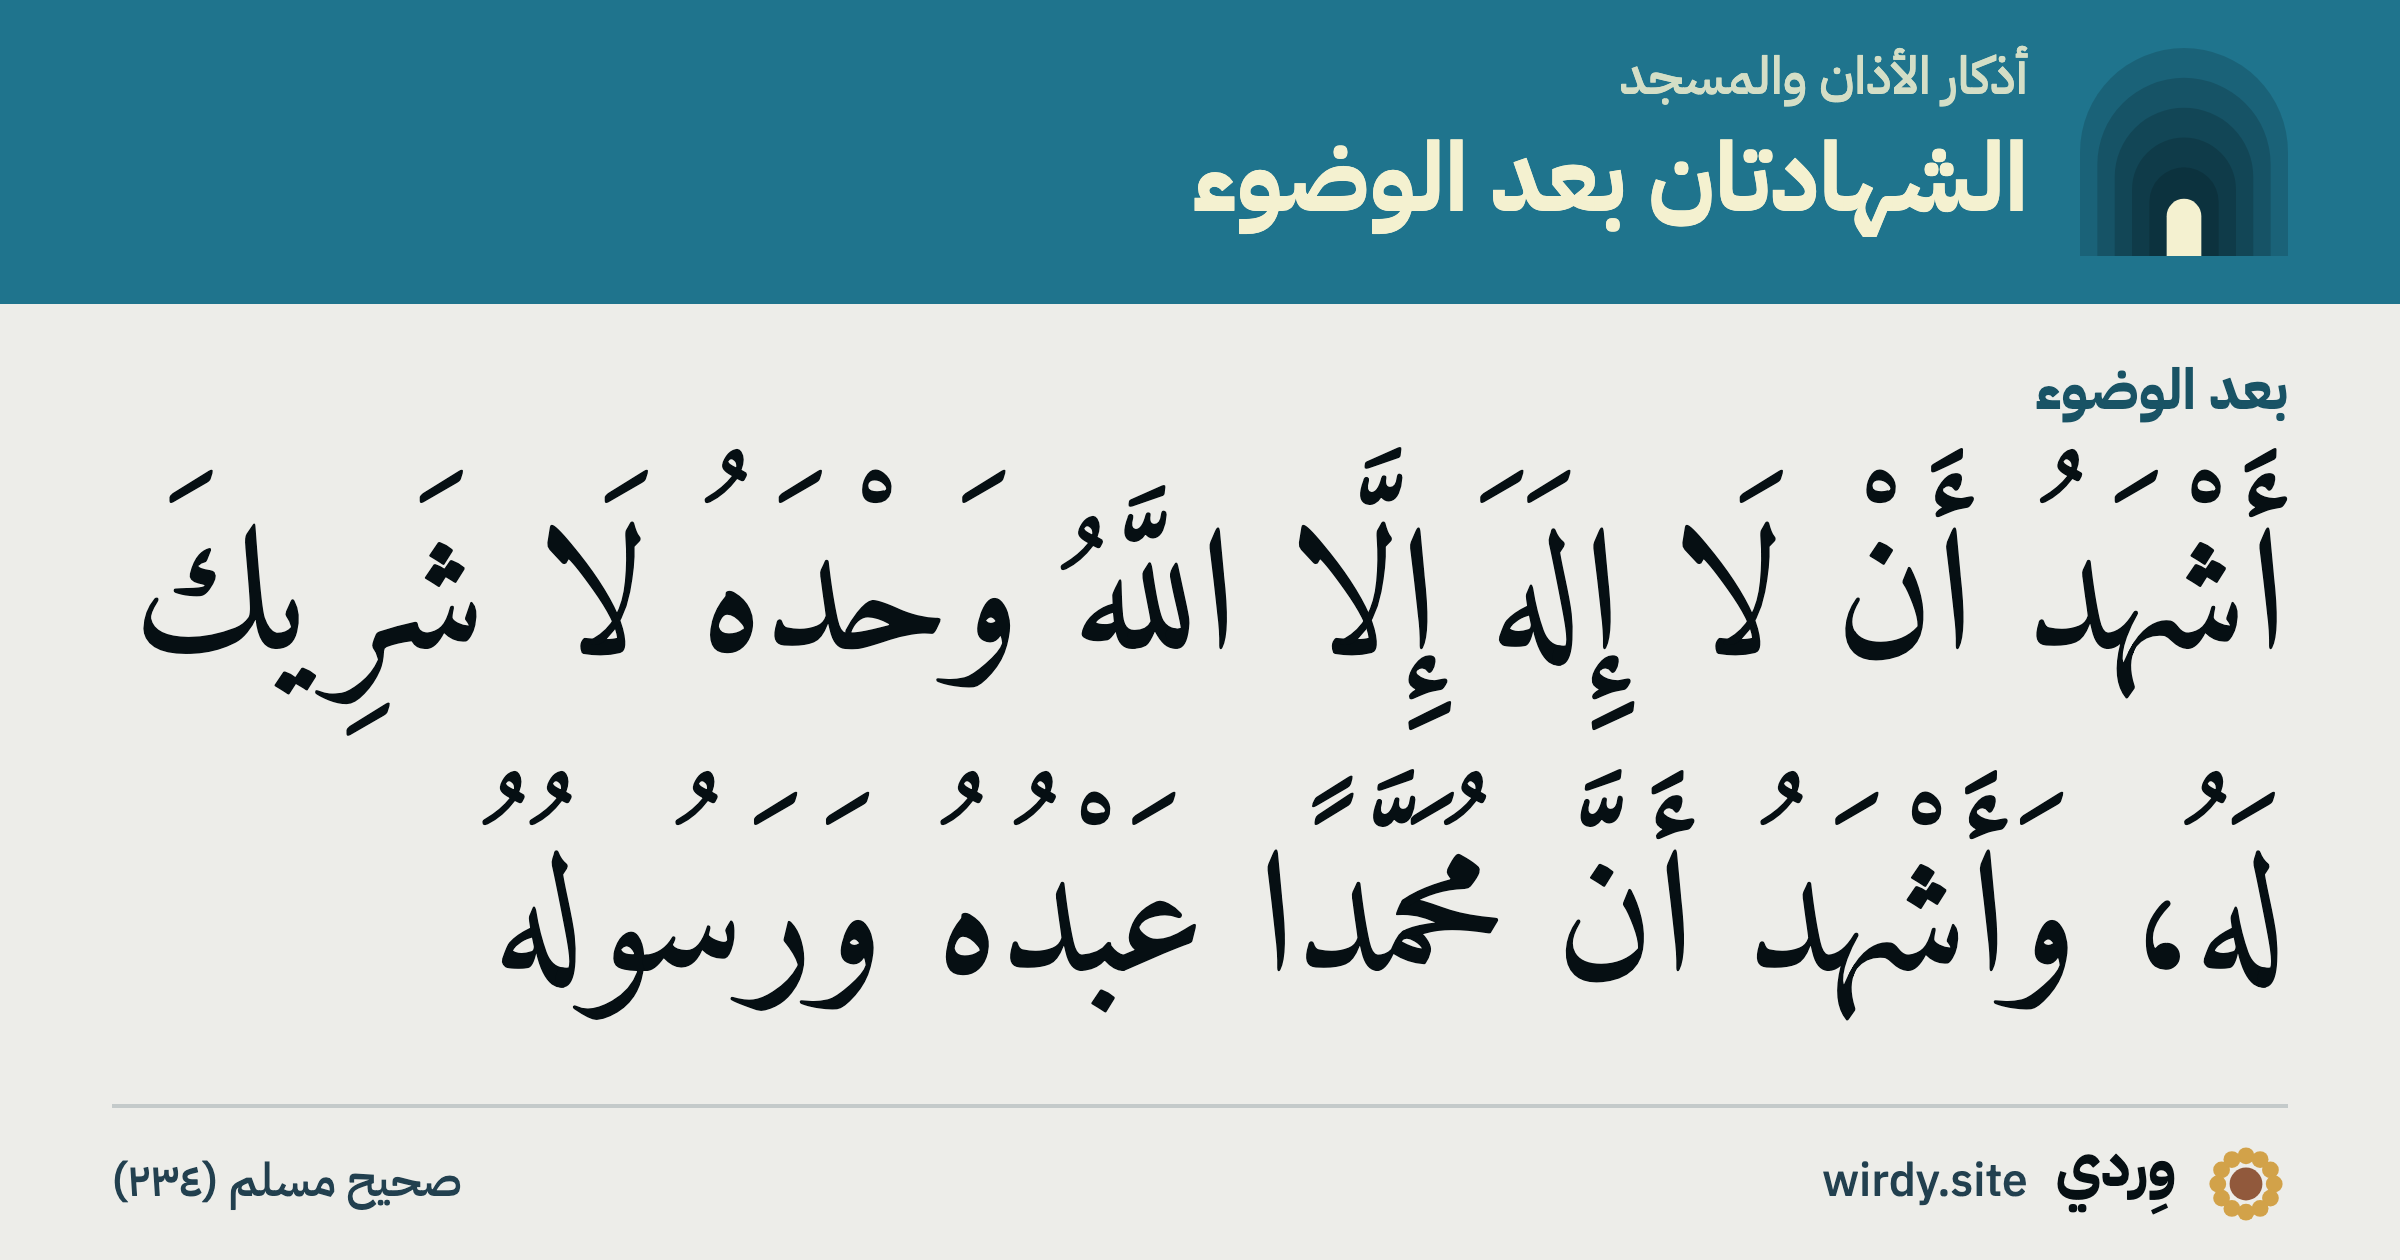 أذكار الأذان والمسجد
الشهادتان بعد الوضوء
بعد الوضوء
أَشْهَدُ أَنْ لَا إِلَهَ إِلَّا اللَّهُ وَحْدَهُ لَا شَرِيكَ
لَهُ، وَأَشْهَدُ أَنَّ مُحَمَّدًا عَبْدُهُ وَرَسُولُهُ
وِردي wirdy.site
صحيح مسلم (٢٣٤)